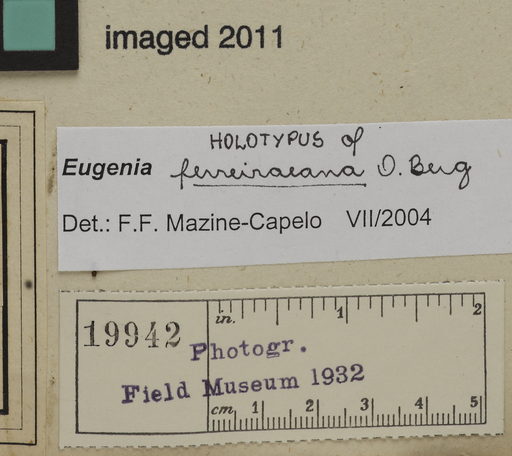 imaged 2011
HOLOTYPUS of
Eugenia ferreiraeana O. Berg
Det.: F.F. Mazine-Capelo VII/2004
in. 1 2
19942
Photogr.
Field Museum 1932
cm 1 2 3 4 5